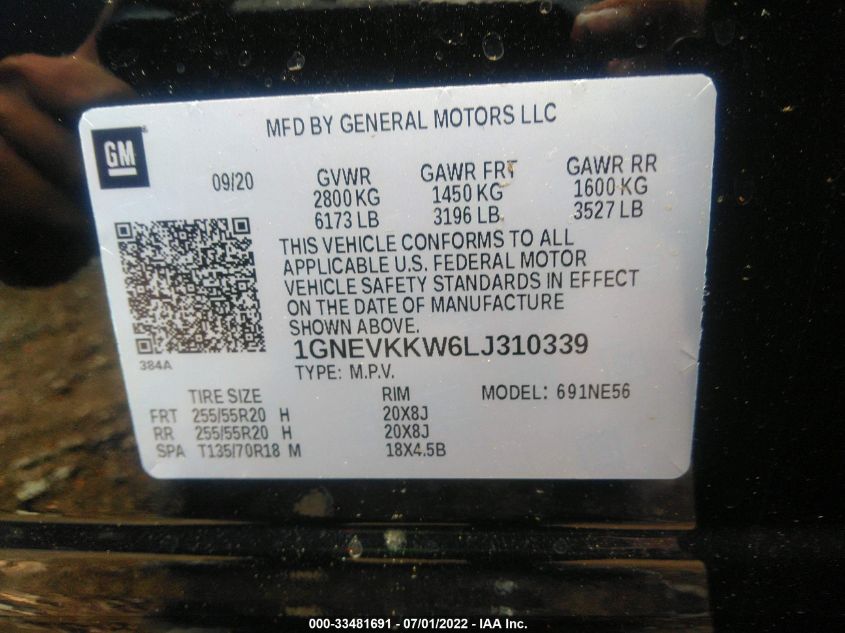 MFD BY GENERAL MOTORS LLC
GM
09/20
GVWR GAWR FRT GAWR RR
2800 KG 1450 KG 1600 KG
6173 LB 3196 LB 3527 LB
THIS VEHICLE CONFORMS TO ALL
APPLICABLE U.S. FEDERAL MOTOR
VEHICLE SAFETY STANDARDS IN EFFECT
ON THE DATE OF MANUFACTURE
SHOWN ABOVE.
384A
1GNEVKKW6LJ310339
TYPE: M.P.V.
TIRE SIZE RIM MODEL: 691NE56
FRT 255/55R20 H 20X8J
RR 255/55R20 H 20X8J
SPA T135/70R18 M 18X4.5B
000-33481691 - 07/01/2022 - IAA Inc.